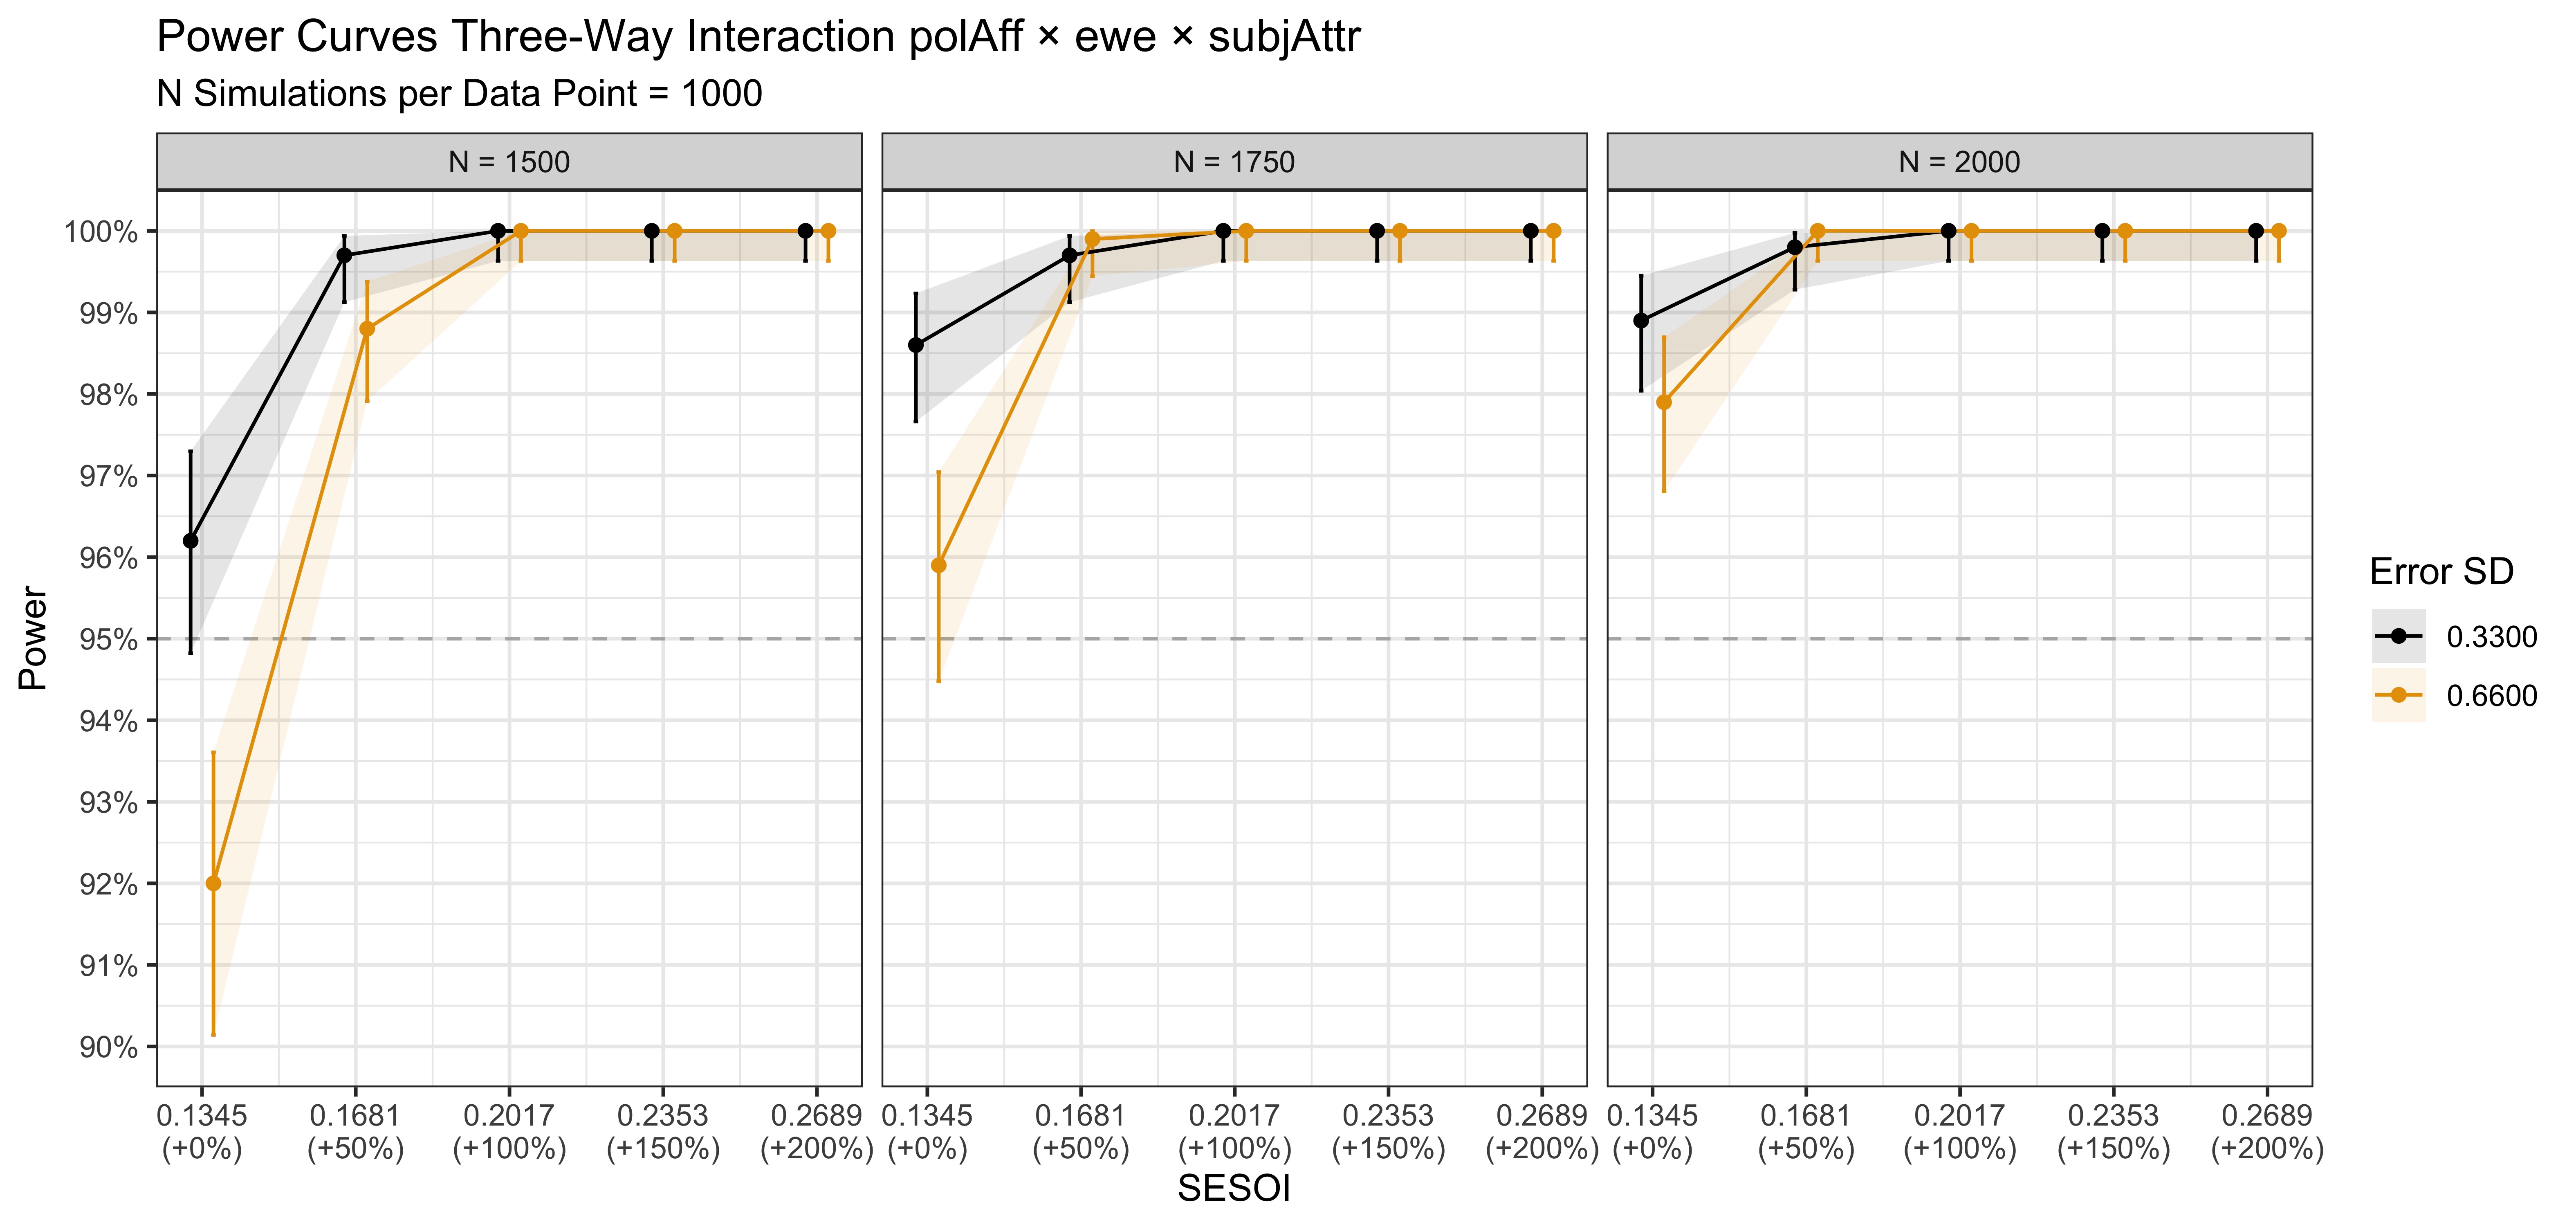 Power Curves Three-Way Interaction polAff × ewe × subjAttr
N Simulations per Data Point = 1000
N = 1500
N = 1750
N = 2000
Power
100%
99%
98%
97%
96%
95%
94%
93%
92%
91%
90%
0.1345 0.1681 0.2017 0.2353 0.2689 0.1345 0.1681 0.2017 0.2353 0.2689 0.1345 0.1681 0.2017 0.2353 0.2689
(+0%) (+50%) (+100%) (+150%) (+200%) (+0%) (+50%) (+100%) (+150%) (+200%) (+0%) (+50%) (+100%) (+150%) (+200%)
SESOI
Error SD
0.3300
0.6600